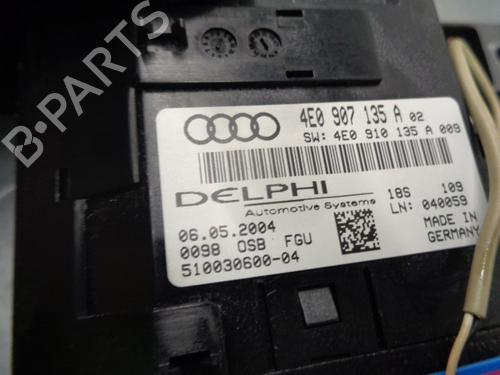 4E0 907 135 A 02
SW: 4E0 910 135 A 009
DELPHI
Automotive Systems
18S 109
LN: 040059
06.05.2004
009B OSB FGU
MADE IN
GERMANY
510030600-04
B-PARTS